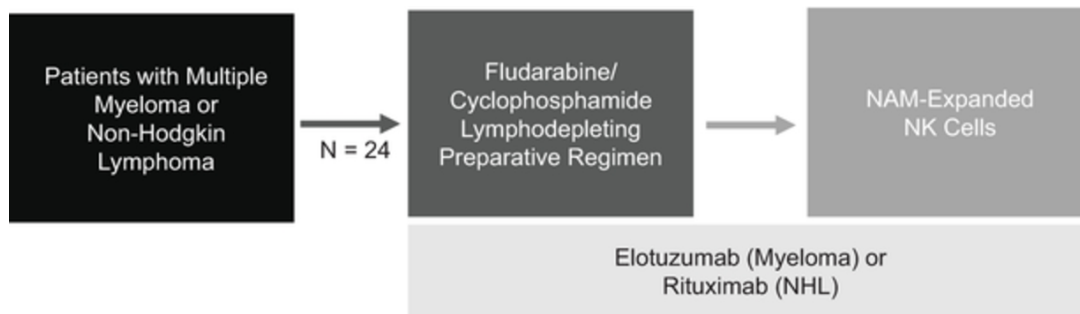 Patients with Multiple
Myeloma or
Non-Hodgkin
Lymphoma
N = 24
Fludarabine/
Cyclophosphamide
Lymphodepleting
Preparative Regimen
NAM-Expanded
NK Cells
Elotuzumab (Myeloma) or
Rituximab (NHL)